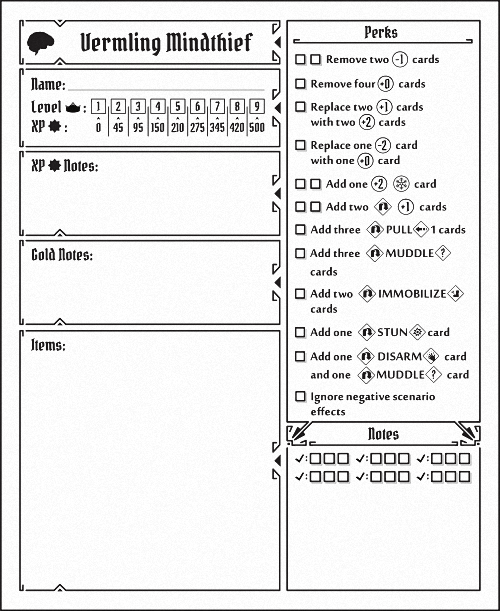 Vermling Mindthief
Name:
Level : 1 2 3 4 5 6 7 8 9
XP : 0 45 95 150 210 275 345 420 500
XP Notes:
Gold Notes:
Items:
Perks
Remove two -1 cards
Remove four +0 cards
Replace two +1 cards
with two +2 cards
Replace one -2 card
with one +0 card
Add one +2 card
Add two +1 cards
Add three PULL 1 cards
Add three MUDDLE ?
cards
Add two IMMOBILIZE
cards
Add one STUN card
Add one DISARM card
and one MUDDLE ? card
Ignore negative scenario
effects
Notes
✓: ✓: ✓:
✓: ✓: ✓: